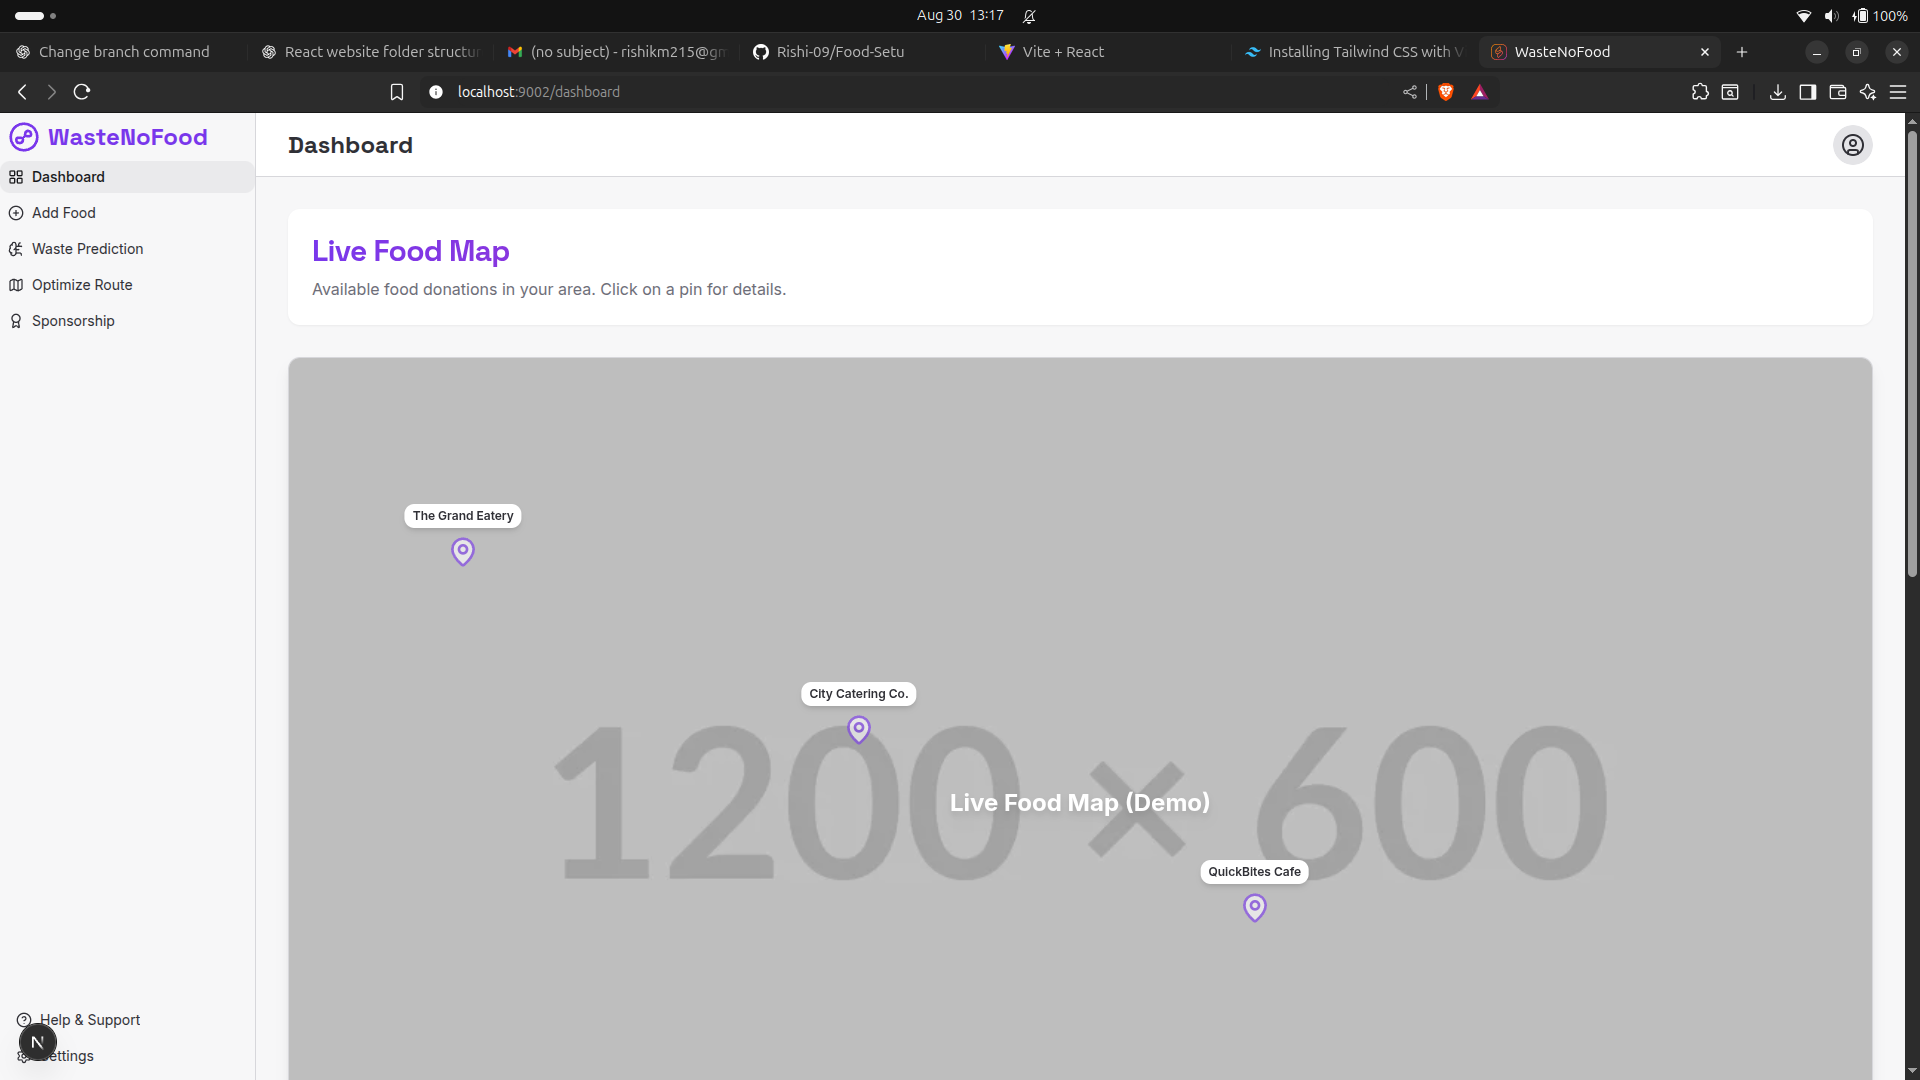 Aug 30 13:17
100%
Change branch command
React website folder structu
(no subject) - rishikm215@gm
Rishi-09/Food-Setu
Vite + React
Installing Tailwind CSS with V
WasteNoFood
localhost:9002/dashboard
WasteNoFood
Dashboard
Add Food
Waste Prediction
Optimize Route
Sponsorship
Help & Support
N
ettings
Dashboard
Live Food Map
Available food donations in your area. Click on a pin for details.
The Grand Eatery
City Catering Co.
1200 × 600
Live Food Map (Demo)
QuickBites Cafe